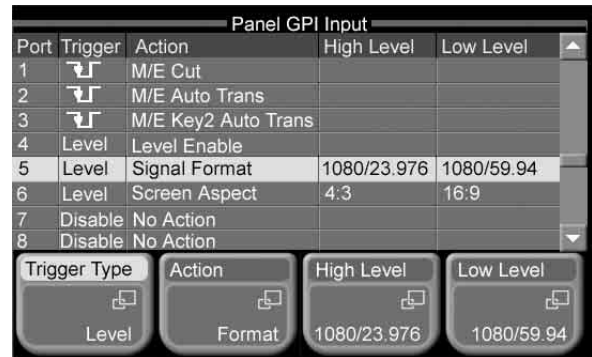 Panel GPI Input
Port Trigger Action High Level Low Level
1 M/E Cut
2 M/E Auto Trans
3 M/E Key2 Auto Trans
4 Level Level Enable
5 Level Signal Format 1080/23.976 1080/59.94
6 Level Screen Aspect 4:3 16:9
7 Disable No Action
8 Disable No Action
Trigger Type Action High Level Low Level
Level Format 1080/23.976 1080/59.94